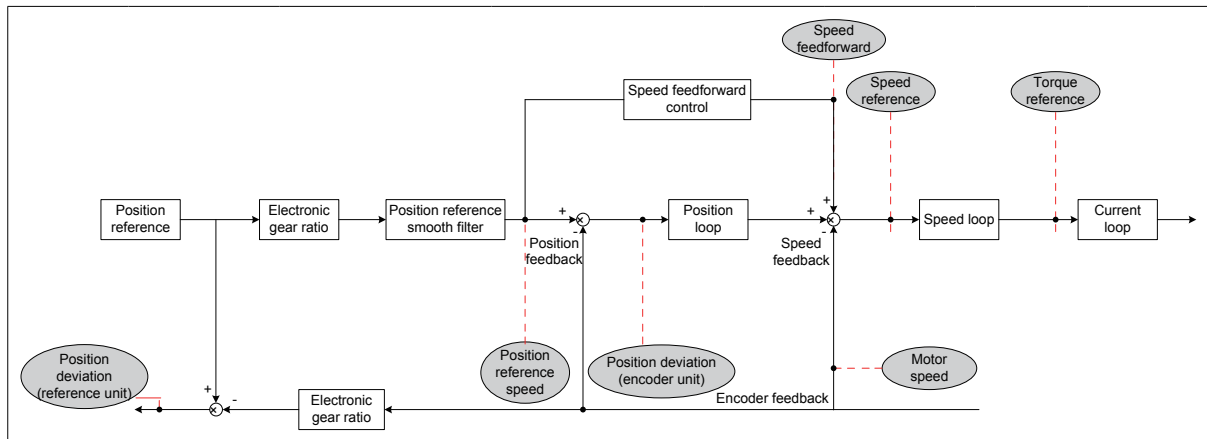 Speed
feedforward
Speed feedforward
control
Speed
reference
Torque
reference
Position
reference
Electronic
gear ratio
Position reference
smooth filter
+
-
Position
feedback
Position
loop
+
+
-
Speed
feedback
Speed loop
Current
loop
Position
deviation
(reference unit)
+
-
Electronic
gear ratio
Position
reference
speed
Position deviation
(encoder unit)
Encoder feedback
Motor
speed